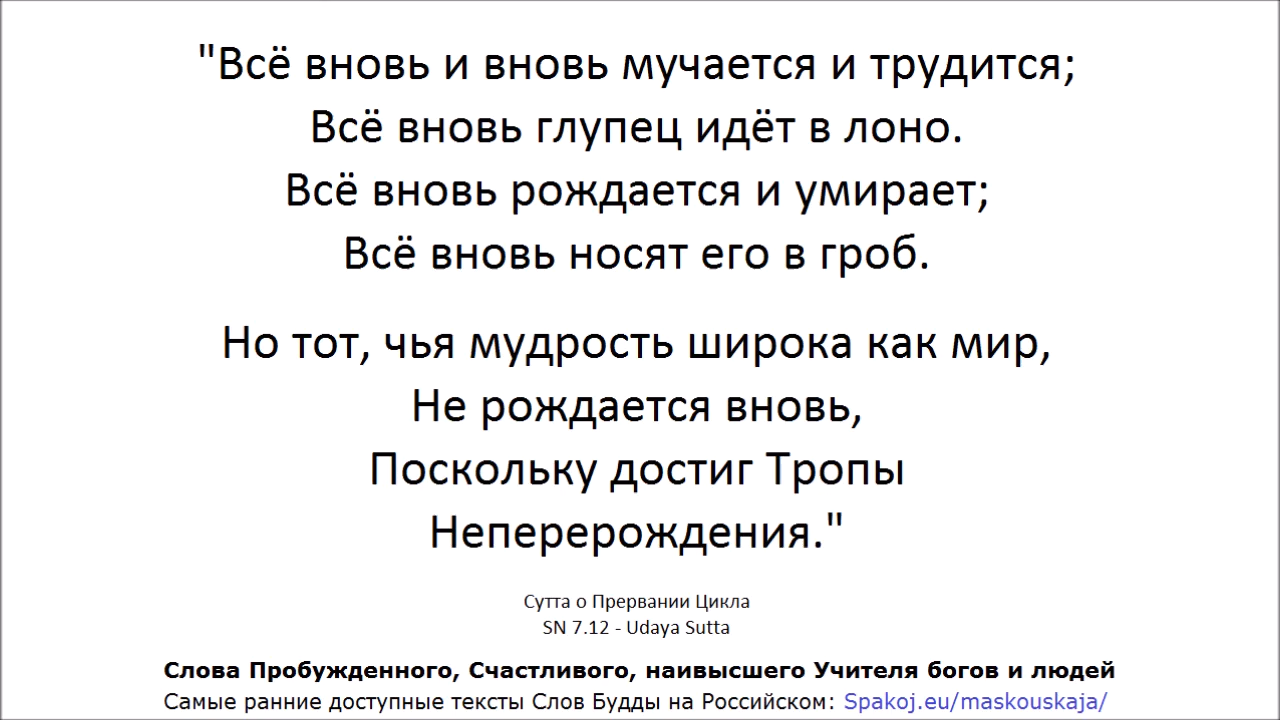 "Всё вновь и вновь мучается и трудится;
Всё вновь глупец идёт в лоно.
Всё вновь рождается и умирает;
Всё вновь носят его в гроб.
Но тот, чья мудрость широка как мир,
Не рождается вновь,
Поскольку достиг Тропы
Неперерождения."
Сутта о Прервании Цикла
SN 7.12 - Udaya Sutta
Слова Пробужденного, Счастливого, наивысшего Учителя богов и людей
Самые ранние доступные тексты Слов Будды на Российском: Spakoj.eu/maskouskaja/